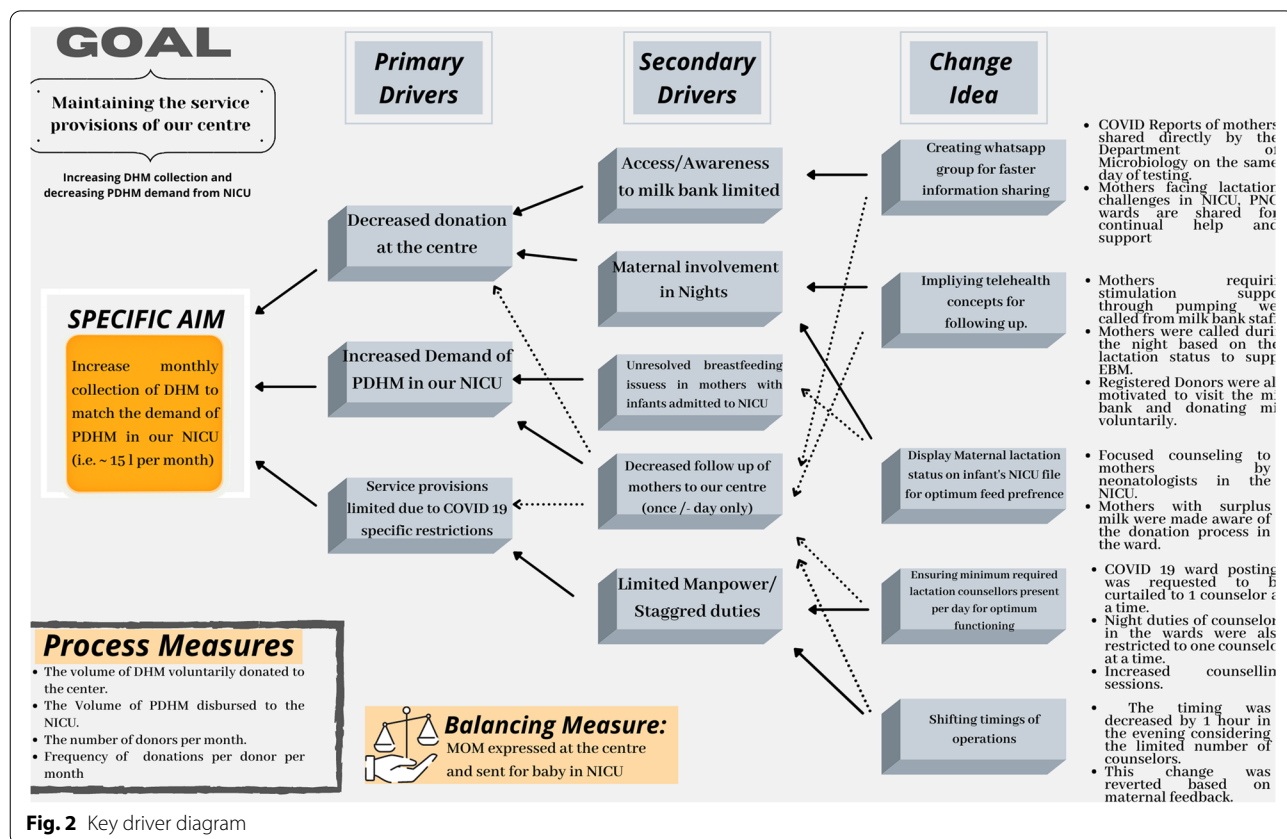 GOAL
Maintaining the service
provisions of our centre
Increasing DHM collection and
decreasing PDHM demand from NICU
SPECIFIC AIM
Increase monthly
collection of DHM to
match the demand of
PDHM in our NICU
(i.e. ~ 15 l per month)
Primary
Drivers
Decreased donation
at the centre
Increased Demand of
PDHM in our NICU
Service provisions
limited due to COVID 19
specific restrictions
Secondary
Drivers
Access/Awareness
to milk bank limited
Maternal involvement
in Nights
Unresolved breastfeeding
issuess in mothers with
infants admitted to NICU
Decreased follow up of
mothers to our centre
(once /- day only)
Limited Manpower/
Staggred duties
Change
Idea
Creating whatsapp
group for faster
information sharing
Impliying telehealth
concepts for
following up.
Display Maternal lactation
status on infant's NICU file
for optimum feed prefrence
Ensuring minimum required
lactation counsellors present
per day for optimum
functioning
Shifting timings of
operations
• COVID Reports of mothers
shared directly by the
Department o
Microbiology on the same
day of testing.
• Mothers facing lactation
challenges in NICU, PNC
wards are shared for
continual help and
support
• Mothers requiri
stimulation suppo
through pumping we
called from milk bank staf
• Mothers were called duri
the night based on the
lactation status to supp
EBM.
• Registered Donors were al
motivated to visit the mi
bank and donating mi
voluntarily.
• Focused counseling to
mothers by
neonatologists in the
NICU.
• Mothers with surplus
milk were made aware of
the donation process in
the ward.
• COVID 19 ward posting
was requested to b
curtailed to 1 counselor a
a time.
• Night duties of counselor
in the wards were als
restricted to one counselo
at a time.
• Increased counsellin
sessions.
• The timing was
decreased by 1 hour in
the evening considering
the limited number of
counselors.
• This change was
reverted based on
maternal feedback.
Process Measures
• The volume of DHM voluntarily donated to
the center.
• The Volume of PDHM disbursed to the
NICU.
• The number of donors per month.
• Frequency of donations per donor per
month
Balancing Measure:
MOM expressed at the centre
and sent for baby in NICU
Fig. 2 Key driver diagram